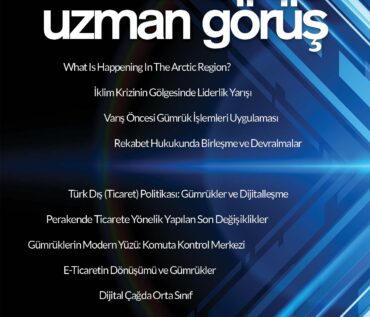 uzman görüş
What Is Happening In The Arctic Region?
İklim Krizinin Gölgesinde Liderlik Yarışı
Varış Öncesi Gümrük İşlemleri Uygulaması
Rekabet Hukukunda Birleşme ve Devralmalar
Türk Dış (Ticaret) Politikası: Gümrükler ve Dijitalleşme
Perakende Ticarete Yönelik Yapılan Son Değişiklikler
Gümrüklerin Modern Yüzü: Komuta Kontrol Merkezi
E-Ticaretin Dönüşümü ve Gümrükler
Dijital Çağda Orta Sınıf